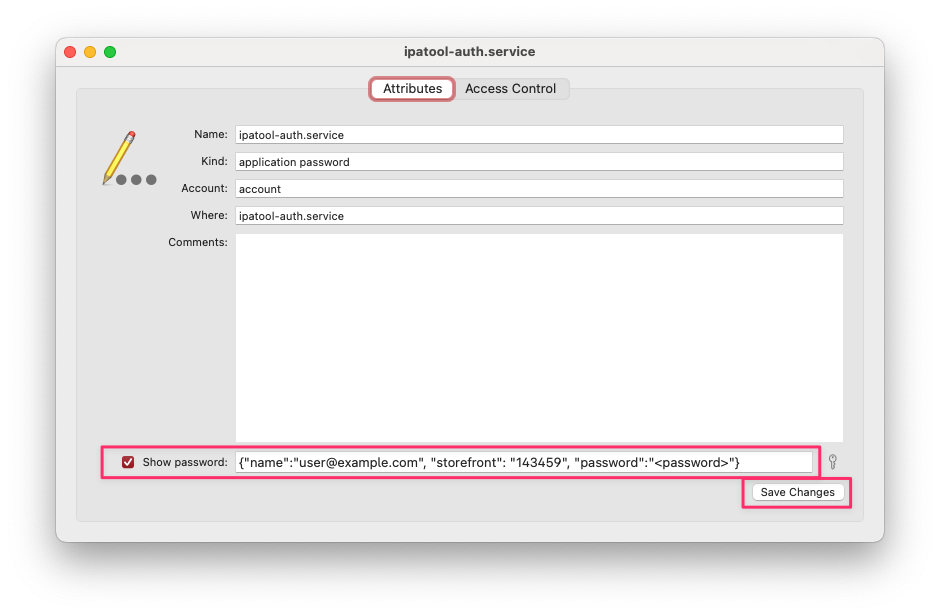 ipatool-auth.service
Attributes Access Control
Name: ipatool-auth.service
Kind: application password
Account: account
Where: ipatool-auth.service
Comments:
Show password: {"name":"user@example.com", "storefront": "143459", "password":"<password>"}
Save Changes